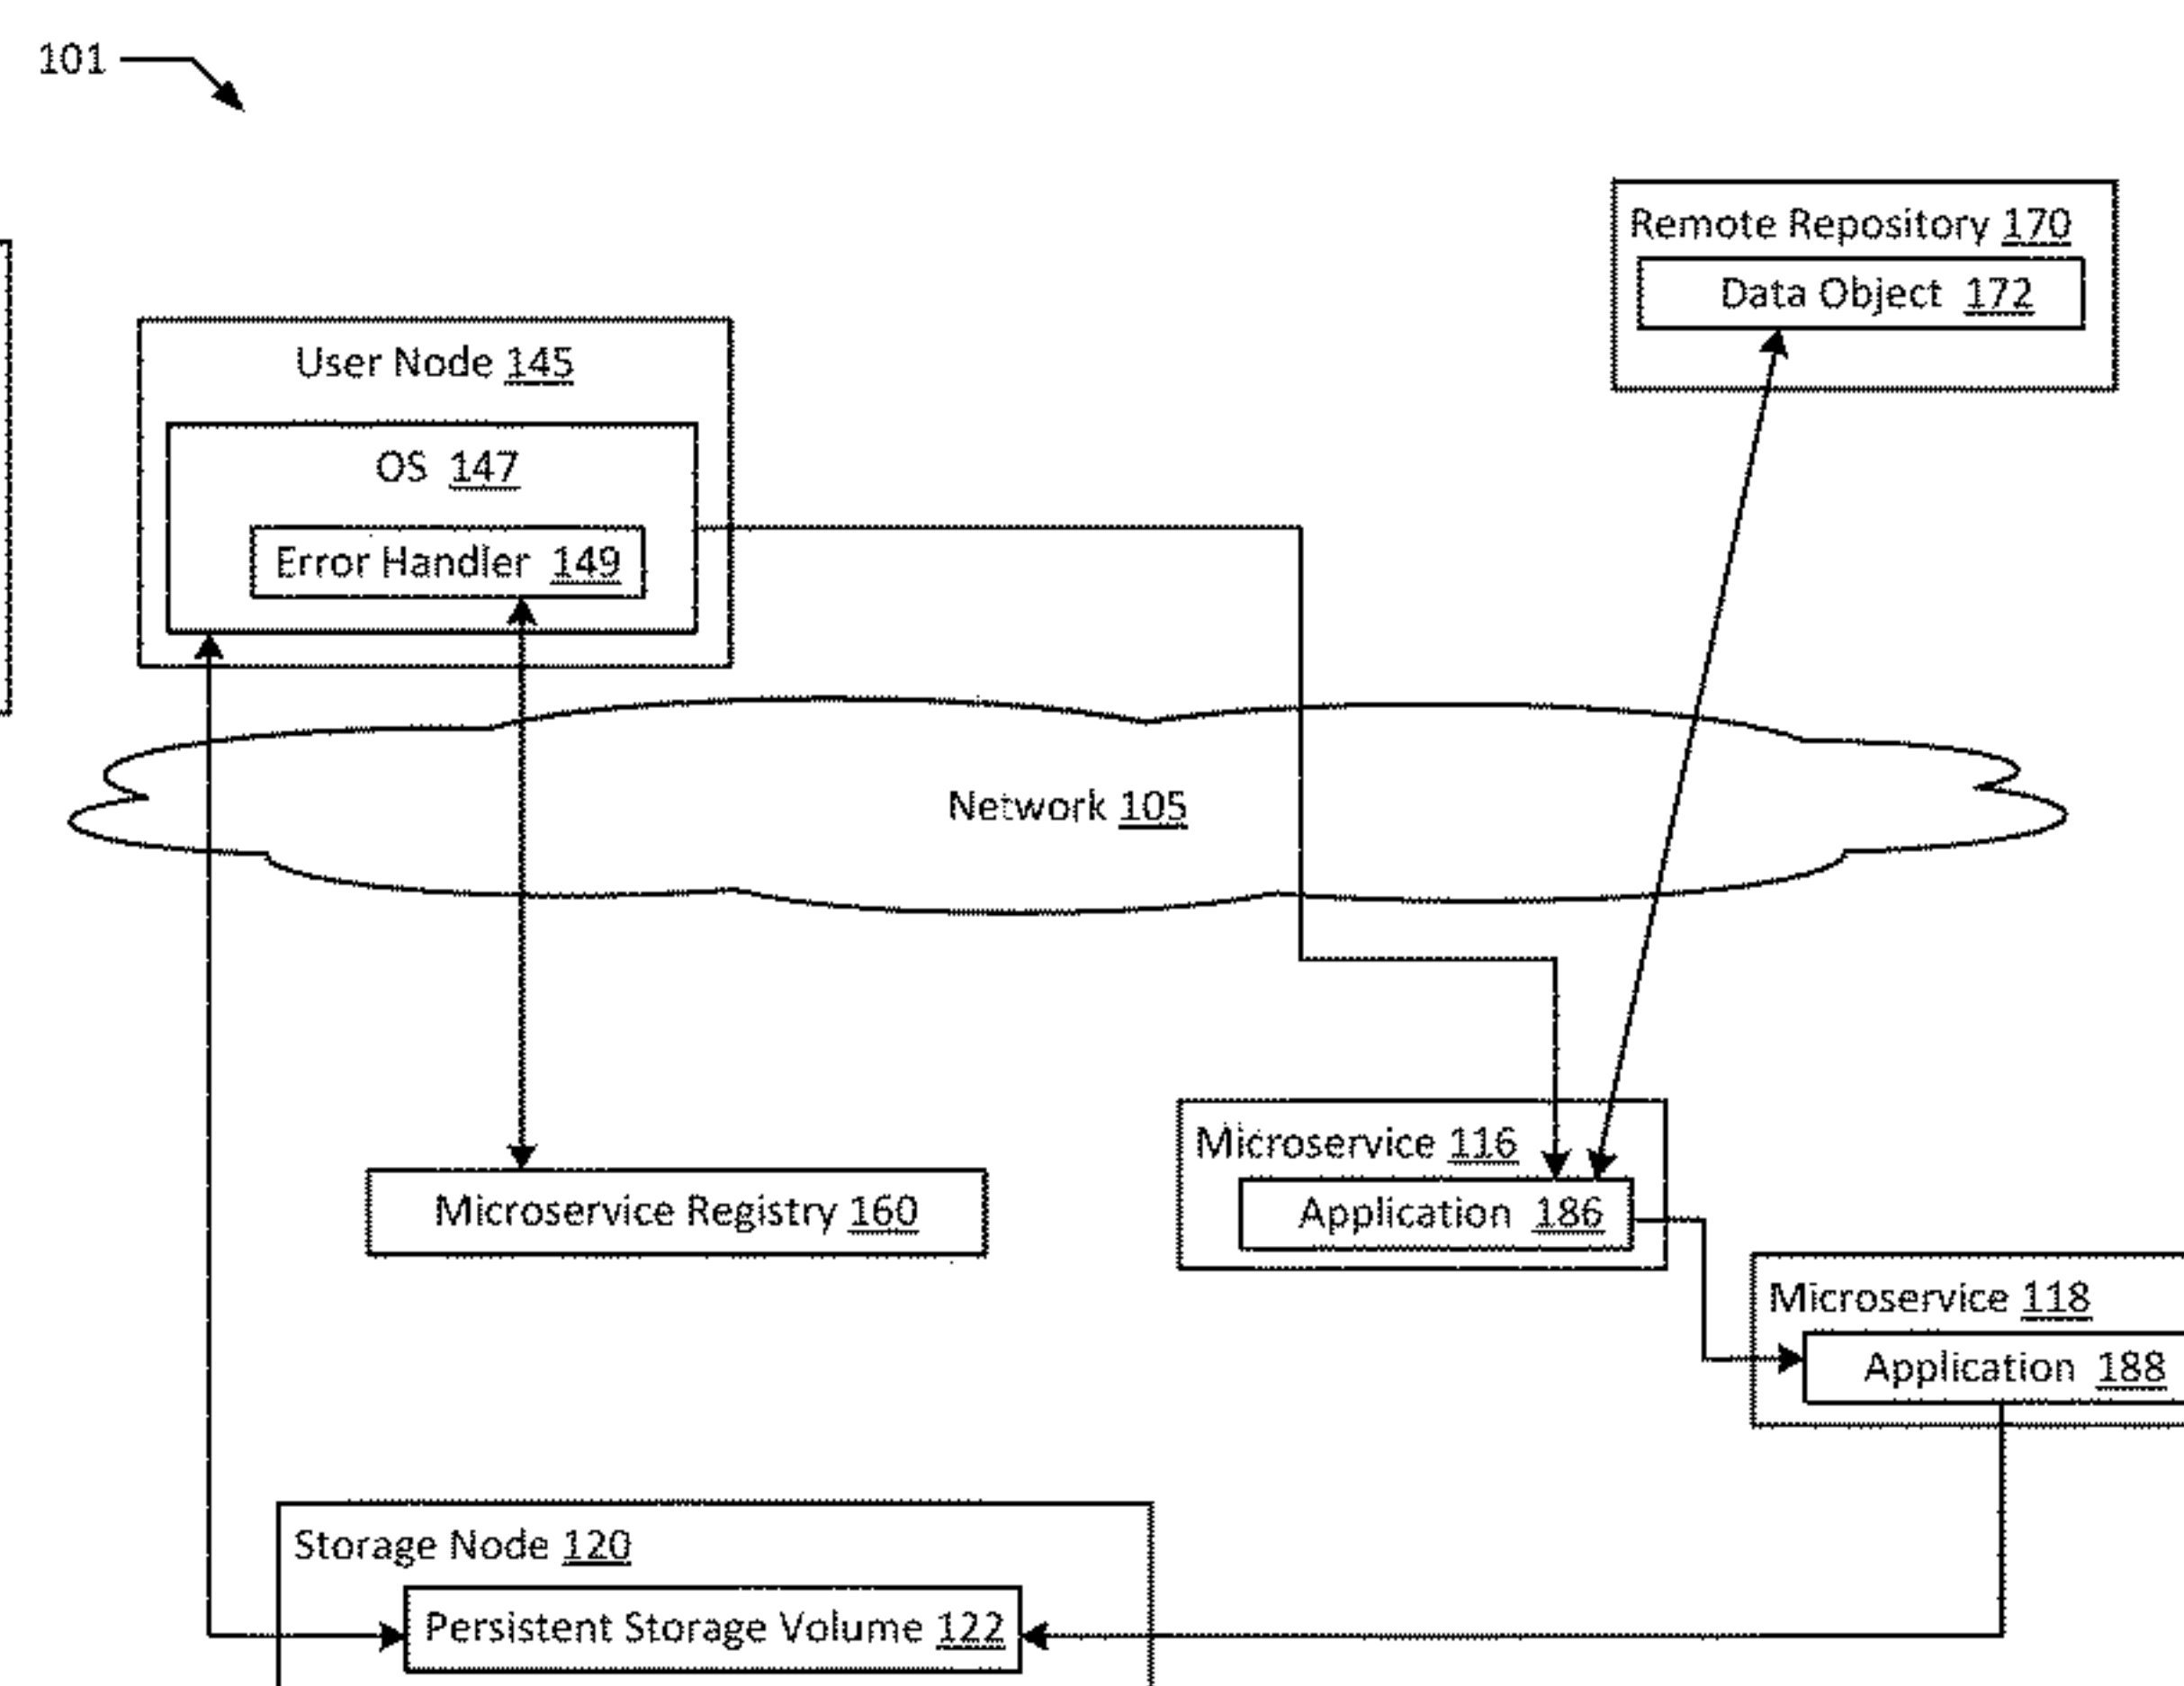 101
Remote Repository 170
Data Object 172
User Node 145
OS 147
Error Handler 149
Network 105
Microservice 116
Application 186
Microservice Registry 160
Microservice 118
Application 188
Storage Node 120
Persistent Storage Volume 122